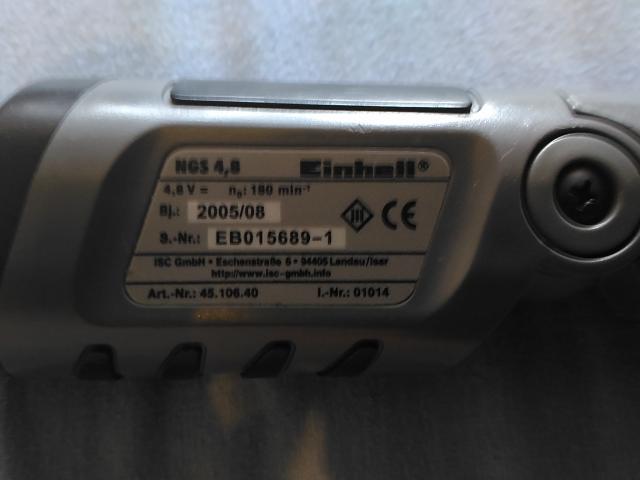 NGS 4,8 Einhell®
4,8 V = n₀: 180 min⁻¹
Bj.: 2005/08
CE
S.-Nr.: EB015689-1
ISC GmbH • Eschenstraße 6 • 94405 Landau/Isar
http://www.isc-gmbh.info
Art.-Nr.: 45.106.40 I.-Nr.: 01014